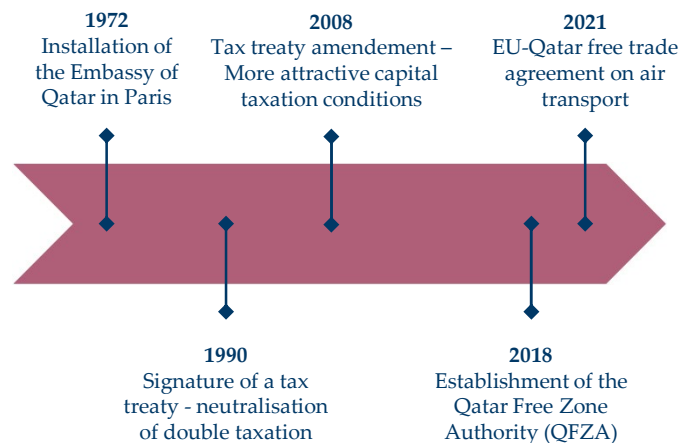 1972
Installation of
the Embassy of
Qatar in Paris
2008
Tax treaty amendement –
More attractive capital
taxation conditions
2021
EU-Qatar free trade
agreement on air
transport
1990
Signature of a tax
treaty - neutralisation
of double taxation
2018
Establishment of the
Qatar Free Zone
Authority (QFZA)